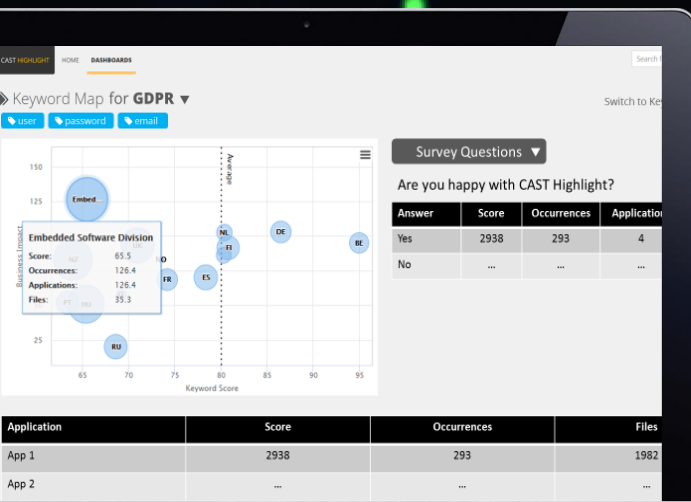 CAST HIGHLIGHT HOME DASHBOARDS Search
Keyword Map for GDPR ▼ Switch to Ke
user password email
Survey Questions ▼
Are you happy with CAST Highlight?
Answer Score Occurrences Application
Yes 2938 293 4
No ... ... ...
150
125
25
Business Impact
Average
Embed...
NL
DE
FI
BE
FR
ES
RU
Embedded Software Division
Score: 65.5
Occurrences: 126.4
Applications: 126.4
Files: 35.3
65 70 75 80 85 90 95
Keyword Score
Application Score Occurrences Files
App 1 2938 293 1982
App 2 ... ... ...